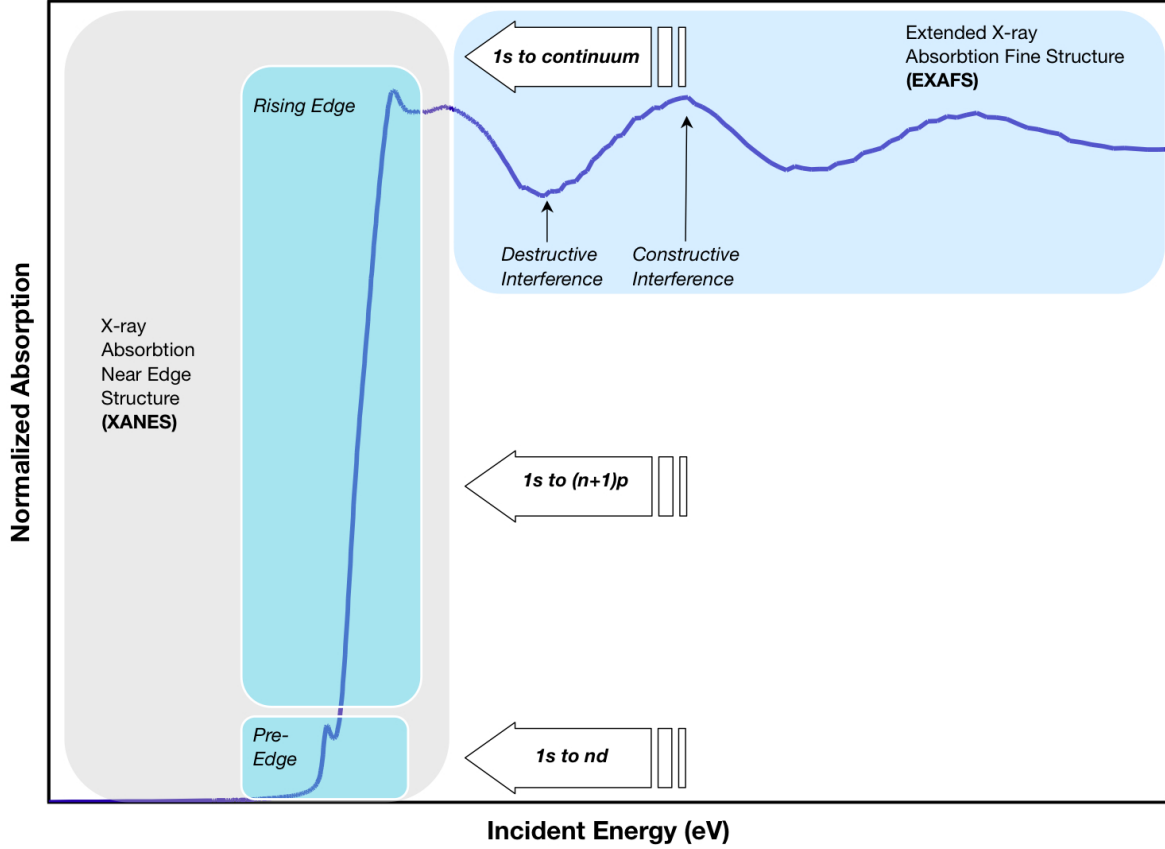 1s to continuum
Extended X-ray
Absorbtion Fine Structure
(EXAFS)
Rising Edge
Destructive
Interference
Constructive
Interference
X-ray
Absorbtion
Near Edge
Structure
(XANES)
Normalized Absorption
1s to (n+1)p
Pre-
Edge
1s to nd
Incident Energy (eV)